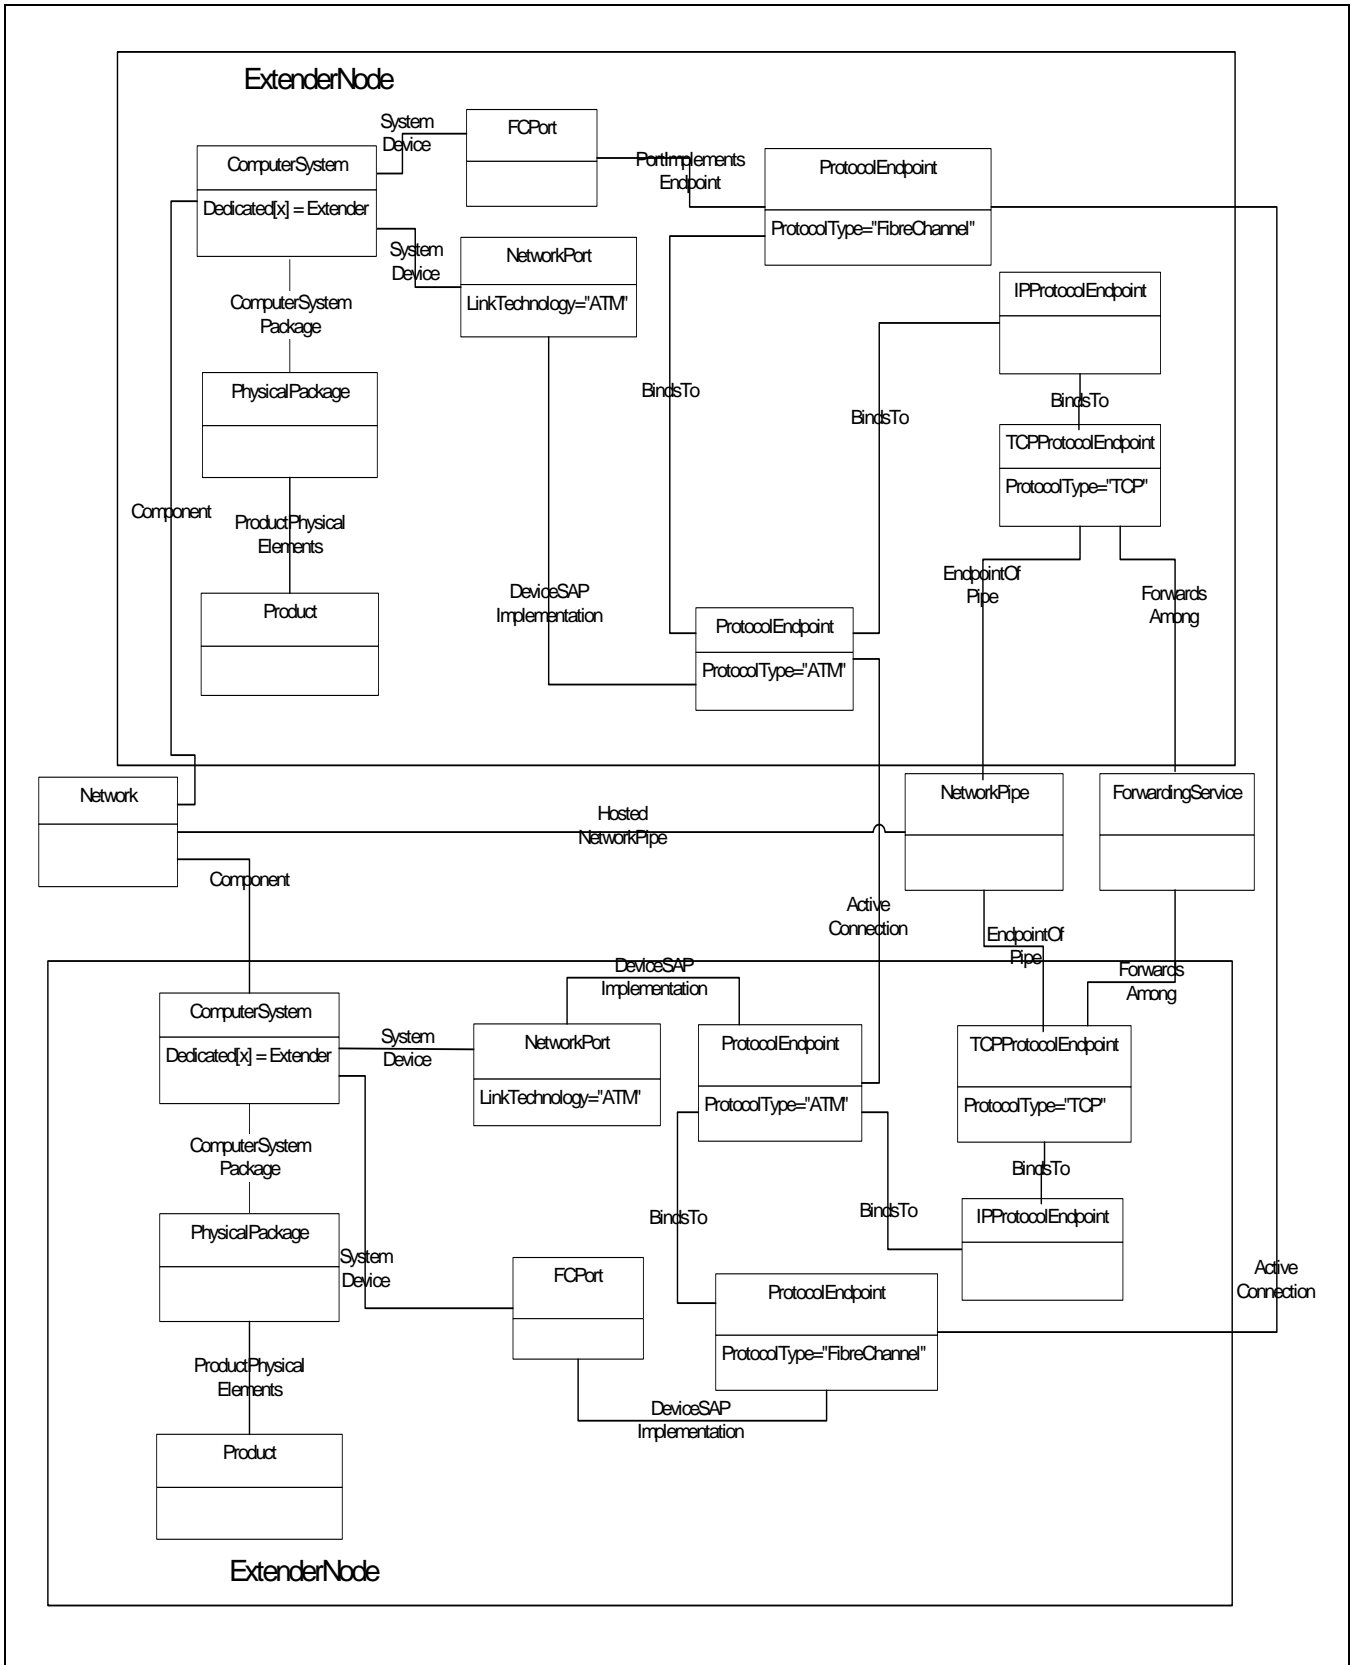 ExtenderNode
System
Device
FCPort
ComputerSystem
Dedicated[x] = Extender
PortImplements
Endpoint
ProtocolEndpoint
ProtocolType="FibreChannel"
System
Device
NetworkPort
LinkTechnology="ATM"
IPProtocolEndpoint
ComputerSystem
Package
PhysicalPackage
BindsTo
BindsTo
BindsTo
TCPProtocolEndpoint
ProtocolType="TCP"
Component
ProductPhysical
Elements
EndpointOf
Pipe
Forwards
Among
DeviceSAP
Implementation
Product
ProtocolEndpoint
ProtocolType="ATM"
Network
Hosted
NetworkPipe
NetworkPipe
ForwardingService
Component
Active
Connection
EndpointOf
Pipe
DeviceSAP
Implementation
Forwards
Among
ComputerSystem
Dedicated[x] = Extender
System
Device
NetworkPort
LinkTechnology="ATM"
ProtocolEndpoint
ProtocolType="ATM"
TCPProtocolEndpoint
ProtocolType="TCP"
ComputerSystem
Package
BindsTo
BindsTo
BindsTo
IPProtocolEndpoint
PhysicalPackage
System
Device
FCPort
ProtocolEndpoint
ProtocolType="FibreChannel"
Active
Connection
ProductPhysical
Elements
DeviceSAP
Implementation
Product
ExtenderNode